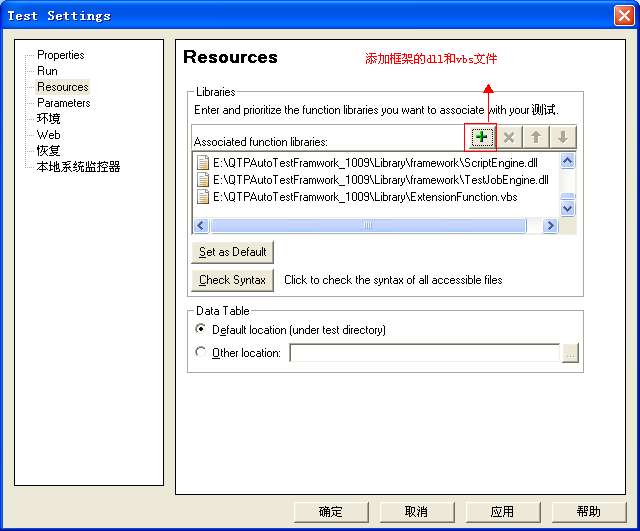 Test Settings
Properties
Run
Resources
Parameters
环境
Web
恢复
本地系统监控器
Resources
添加框架的dll和vbs文件
Libraries
Enter and prioritize the function libraries you want to associate with your 测试.
Associated function libraries:
E:\QTPAutoTestFramwork_1009\Library\framework\ScriptEngine.dll
E:\QTPAutoTestFramwork_1009\Library\framework\TestJobEngine.dll
E:\QTPAutoTestFramwork_1009\Library\ExtensionFunction.vbs
Set as Default
Check Syntax Click to check the syntax of all accessible files
Data Table
Default location (under test directory)
Other location: ...
确定 取消 应用 帮助